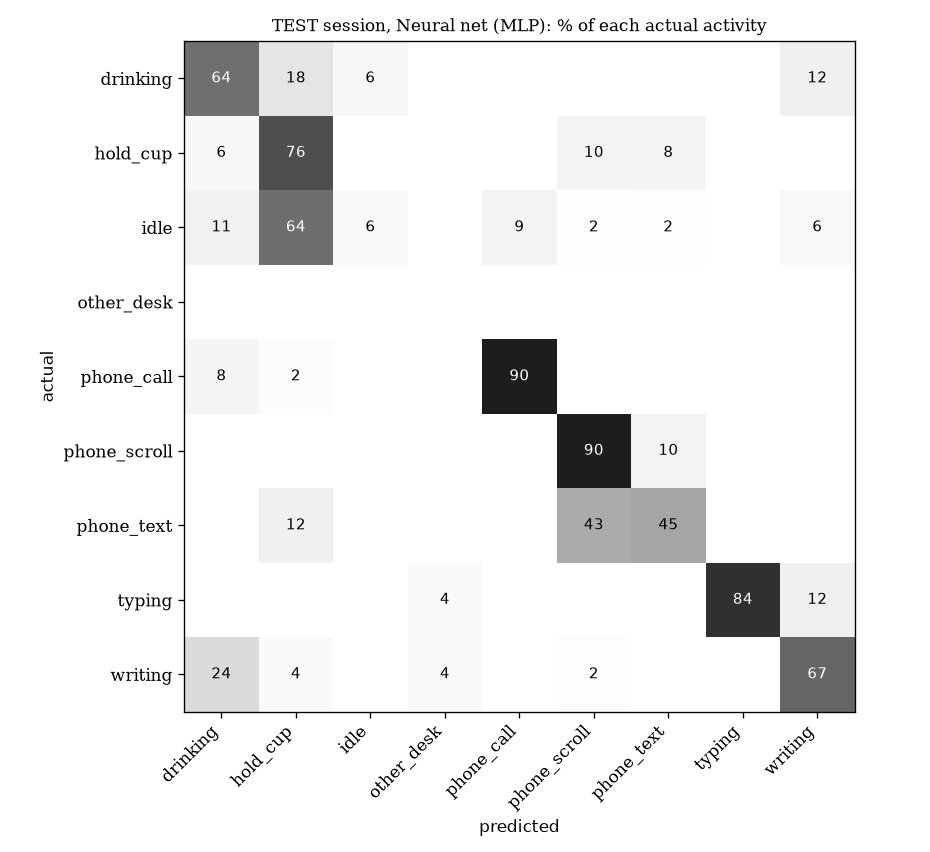 TEST session, Neural net (MLP): % of each actual activity
drinking 64 18 6 12
hold_cup 6 76 10 8
idle 11 64 6 9 2 2 6
other_desk
phone_call 8 2 90
phone_scroll 90 10
phone_text 12 43 45
typing 4 84 12
writing 24 4 4 2 67
actual
drinking hold_cup idle other_desk phone_call phone_scroll phone_text typing writing
predicted